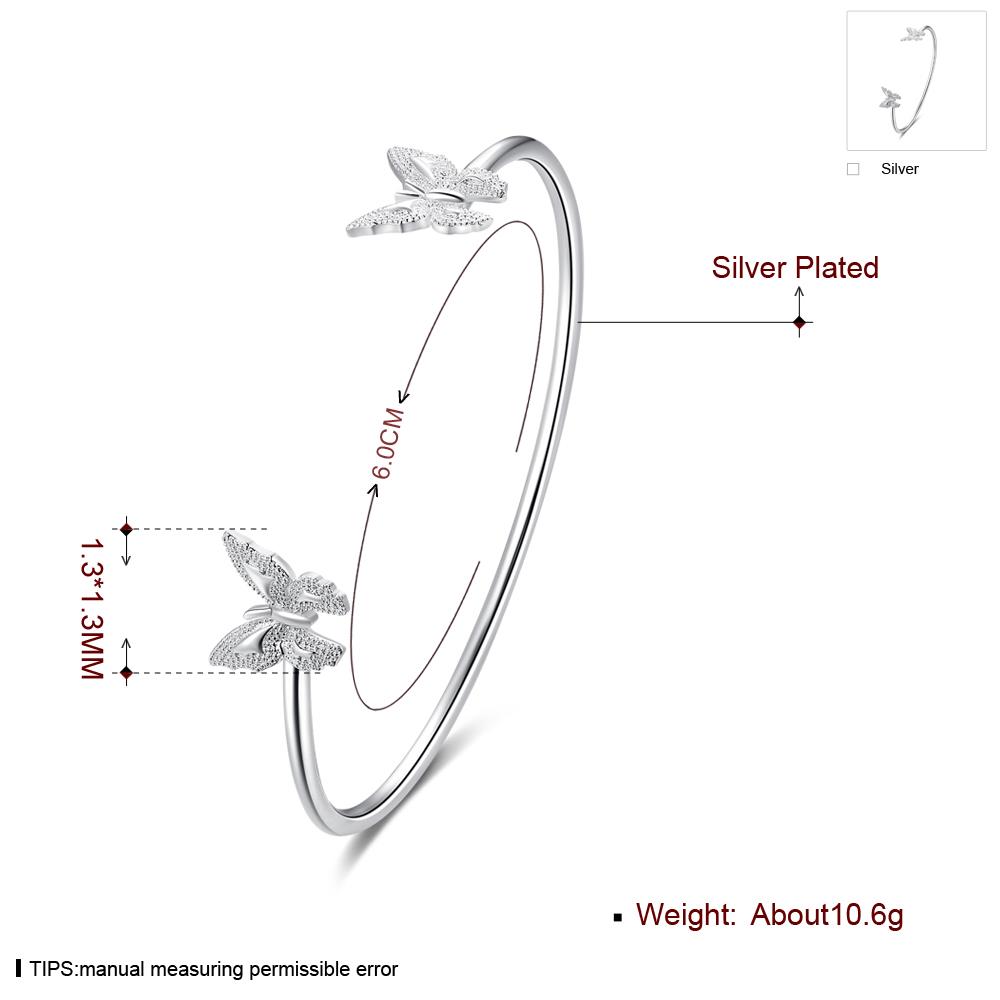 Silver
Silver Plated
6.0CM
1.3*1.3MM
Weight: About10.6g
TIPS:manual measuring permissible error